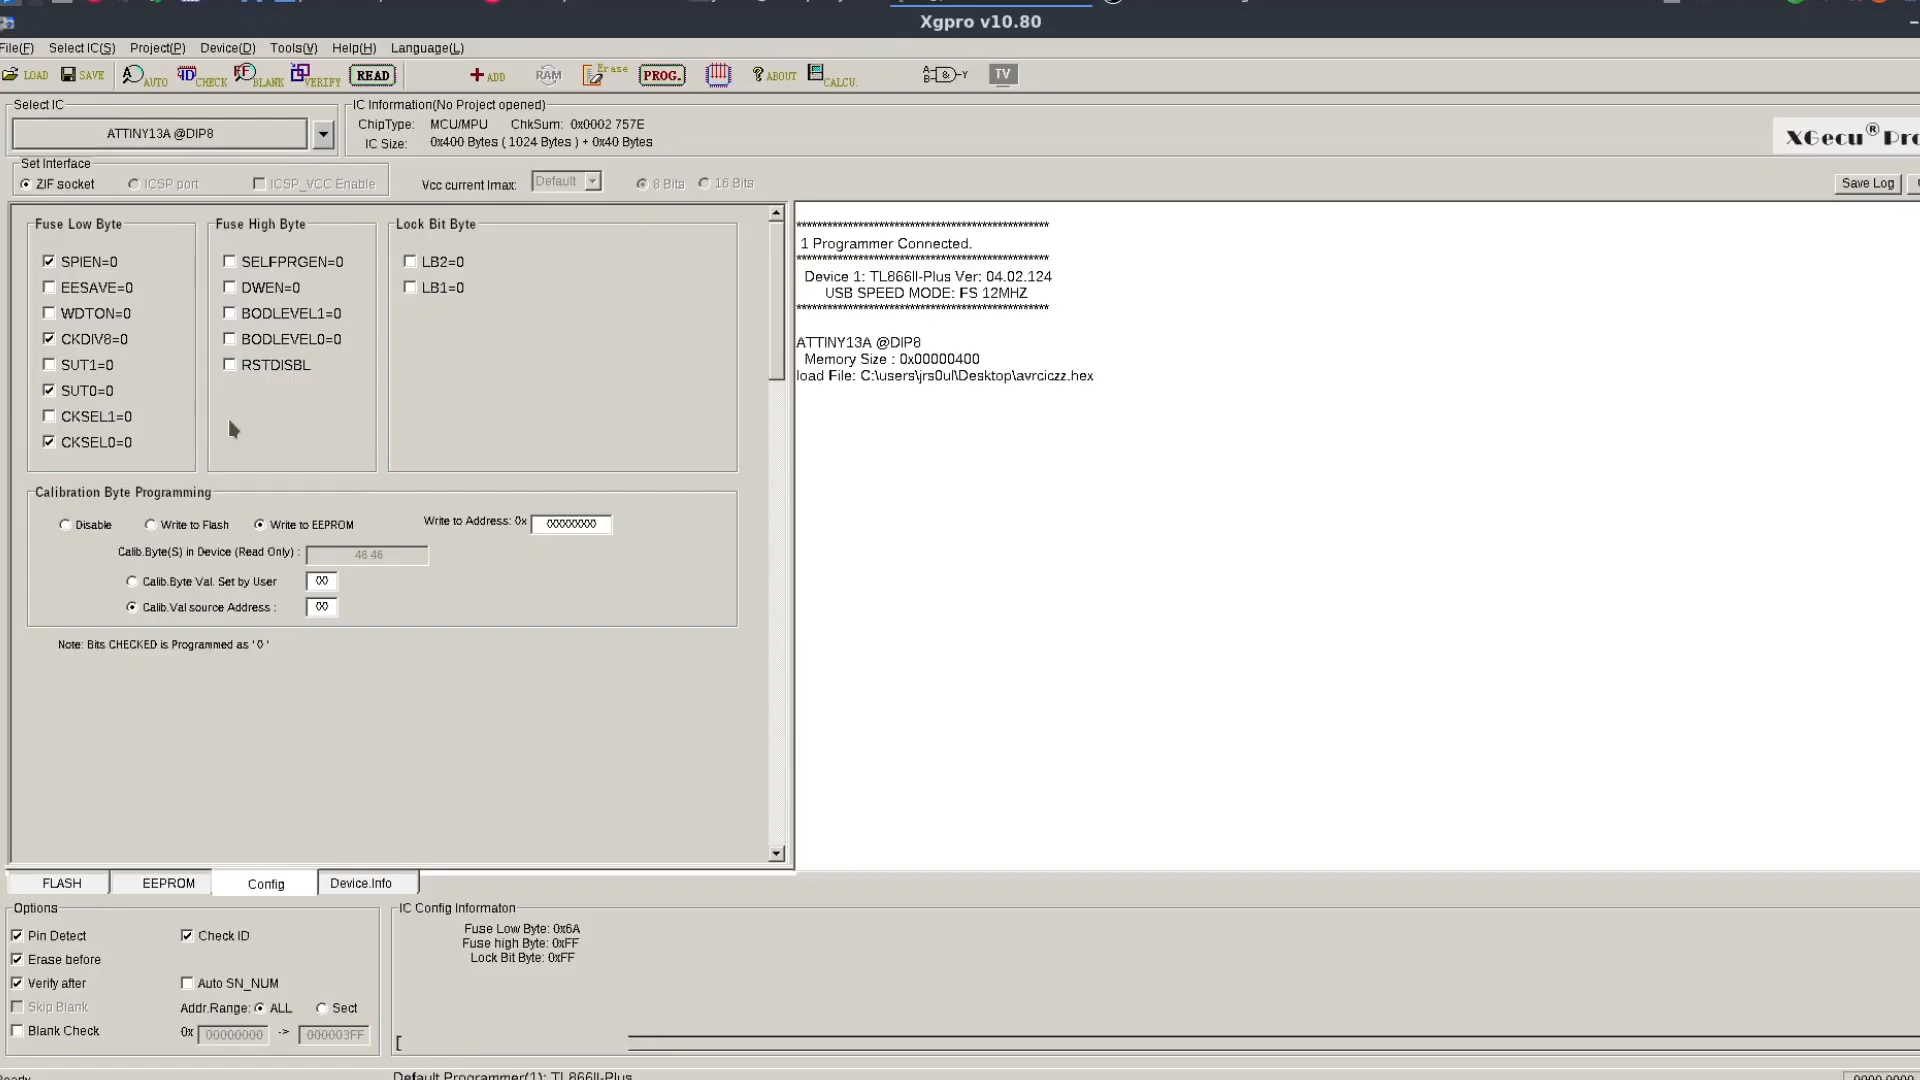 Xgpro v10.80
File(F) Select IC(S) Project(P) Device(D) Tools(V) Help(H) Language(L)
LOAD SAVE AUTO CHECK BLANK VERIFY READ ADD RAM Erase PROG. ABOUT CALCU. TV
Select IC
ATTINY13A @DIP8
IC Information(No Project opened)
ChipType: MCU/MPU ChkSum: 0x0002 757E
IC Size: 0x400 Bytes ( 1024 Bytes ) + 0x40 Bytes
XGecu® Pro
Set Interface
ZIF socket ICSP port ICSP_VCC Enable Vcc current Imax: Default 8 Bits 16 Bits
Save Log
Fuse Low Byte
SPIEN=0
EESAVE=0
WDTON=0
CKDIV8=0
SUT1=0
SUT0=0
CKSEL1=0
CKSEL0=0
Fuse High Byte
SELFPRGEN=0
DWEN=0
BODLEVEL1=0
BODLEVEL0=0
RSTDISBL
Lock Bit Byte
LB2=0
LB1=0
Calibration Byte Programming
Disable Write to Flash Write to EEPROM Write to Address: 0x 00000000
Calib.Byte(S) in Device (Read Only) : 46 46
Calib.Byte Val. Set by User 00
Calib.Val source Address : 00
Note: Bits CHECKED is Programmed as ' 0 '
**************************************************
1 Programmer Connected.
**************************************************
Device 1: TL866II-Plus Ver: 04.02.124
USB SPEED MODE: FS 12MHZ
**************************************************
ATTINY13A @DIP8
Memory Size : 0x00000400
load File: C:\users\jrs0ul\Desktop\avrciczz.hex
FLASH EEPROM Config Device.Info
Options
Pin Detect Check ID
Erase before
Verify after Auto SN_NUM
Skip Blank Addr.Range: ALL Sect
Blank Check 0x 00000000 -> 000003FF
IC Config Informaton
Fuse Low Byte: 0x6A
Fuse high Byte: 0xFF
Lock Bit Byte: 0xFF
[
Ready Default Programmer(1): TL866II-Plus 0000 0000